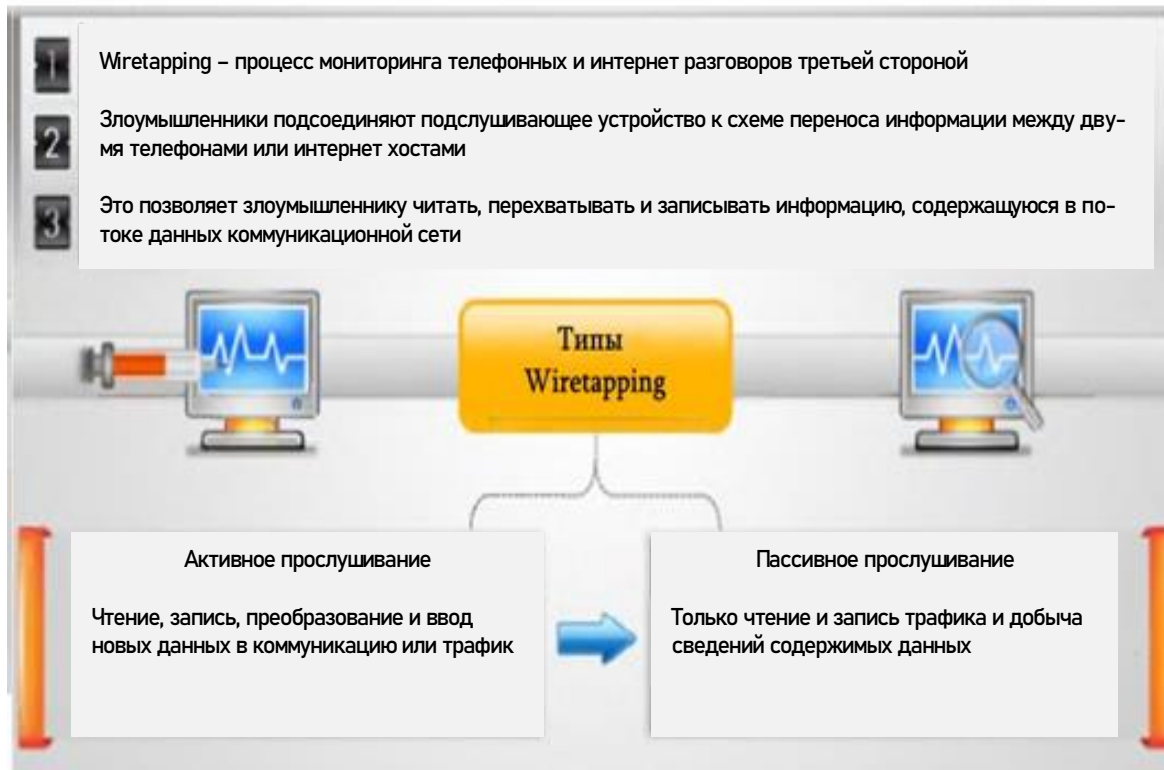 1
Wiretapping – процесс мониторинга телефонных и интернет разговоров третьей стороной
2
Злоумышленники подсоединяют подслушивающее устройство к схеме переноса информации между дву-
мя телефонами или интернет хостами
3
Это позволяет злоумышленнику читать, перехватывать и записывать информацию, содержащуюся в по-
токе данных коммуникационной сети
Типы
Wiretapping
Активное прослушивание
Чтение, запись, преобразование и ввод
новых данных в коммуникацию или трафик
Пассивное прослушивание
Только чтение и запись трафика и добыча
сведений содержимых данных